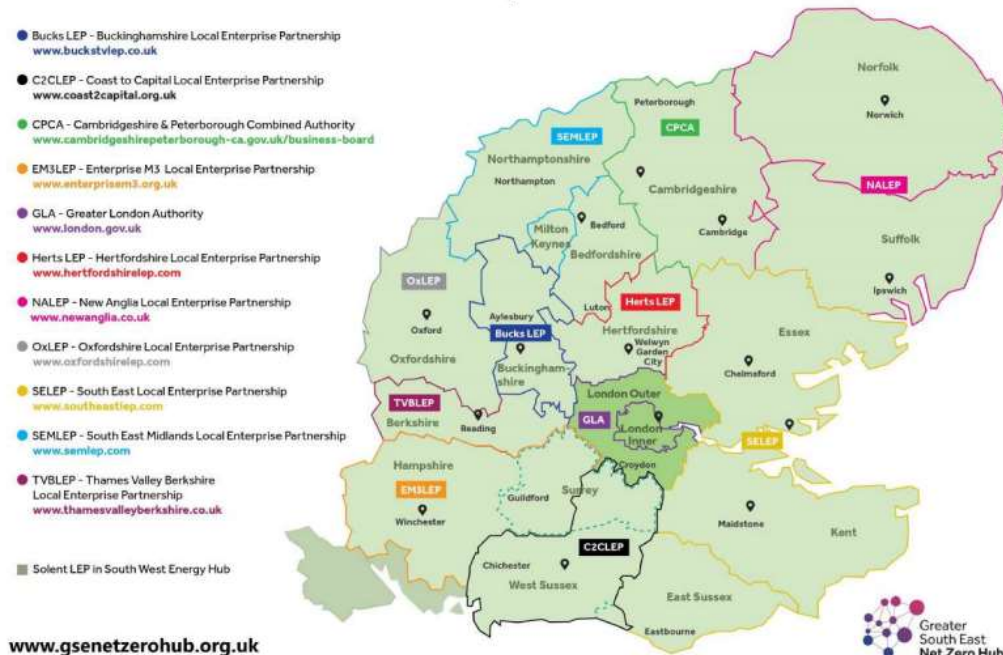 Bucks LEP - Buckinghamshire Local Enterprise Partnership
www.buckstvlep.co.uk
C2CLEP - Coast to Capital Local Enterprise Partnership
www.coast2capital.org.uk
CPCA - Cambridgeshire & Peterborough Combined Authority
www.cambridgeshirepeterborough-ca.gov.uk/business-board
EM3LEP - Enterprise M3 Local Enterprise Partnership
www.enterprisem3.org.uk
GLA - Greater London Authority
www.london.gov.uk
Herts LEP - Hertfordshire Local Enterprise Partnership
www.hertfordshirelep.com
NALEP - New Anglia Local Enterprise Partnership
www.newanglia.co.uk
OxLEP - Oxfordshire Local Enterprise Partnership
www.oxfordshirelep.com
SELEP - South East Local Enterprise Partnership
www.southeastlep.com
SEMLEP - South East Midlands Local Enterprise Partnership
www.semlep.com
TVBLEP - Thames Valley Berkshire
Local Enterprise Partnership
www.thamesvalleyberkshire.co.uk
Solent LEP in South West Energy Hub
www.gsenetzerohub.org.uk
Norfolk
Norwich
Peterborough
CPCA
SEMLEP
Northamptonshire
Northampton
Cambridgeshire
NALEP
Milton
Keynes
Bedford
Bedfordshire
Cambridge
Suffolk
Ipswich
OxLEP
Oxford
Oxfordshire
Aylesbury
Luton
Herts LEP
Hertfordshire
Essex
Bucks LEP
Buckingham-
shire
Welwyn
Garden
City
Chelmsford
TVBLEP
Berkshire
Reading
GLA
London Outer
London
Inner
Croydon
SELEP
Hampshire
EM3LEP
Winchester
Guildford
Surrey
Maidstone
Kent
C2CLEP
Chichester
West Sussex
East Sussex
Eastbourne
Greater
South East
Net Zero Hub